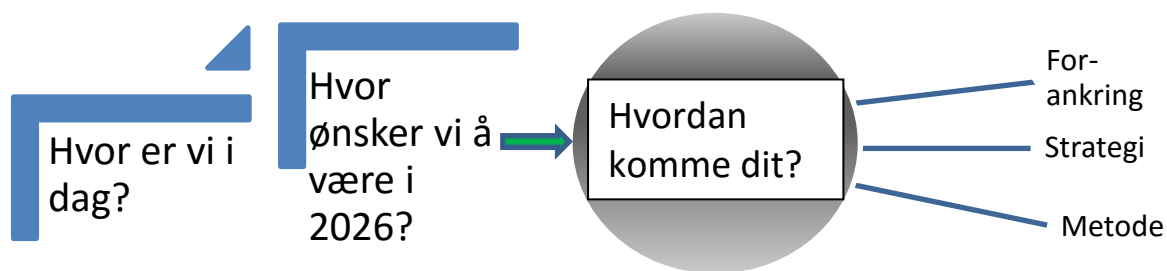 Hvor er vi i
dag?
Hvor
ønsker vi å
være i
2026?
Hvordan
komme dit?
For-
ankring
Strategi
Metode